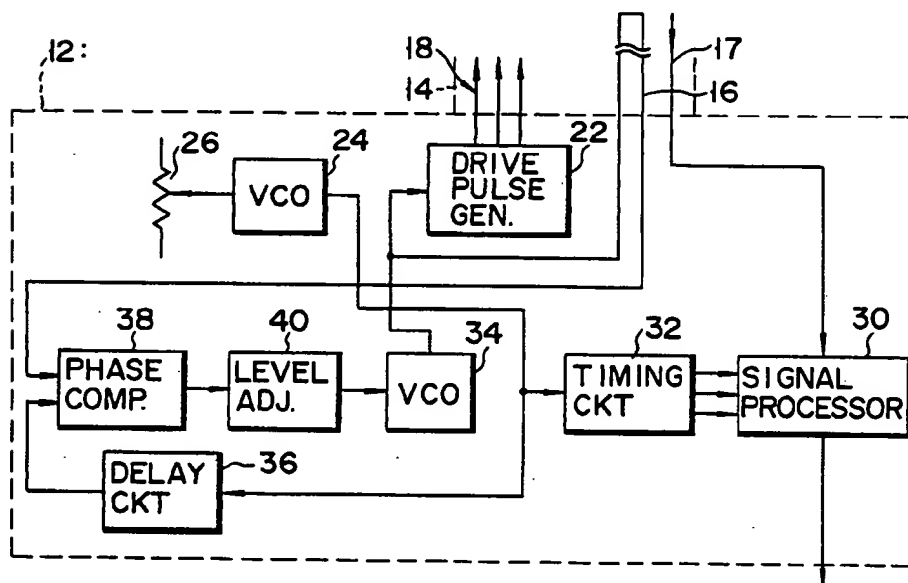 12:
18
14
17
16
26
24
VCO
22
DRIVE
PULSE
GEN.
38
PHASE
COMP.
40
LEVEL
ADJ.
34
VCO
32
TIMING
CKT
30
SIGNAL
PROCESSOR
36
DELAY
CKT